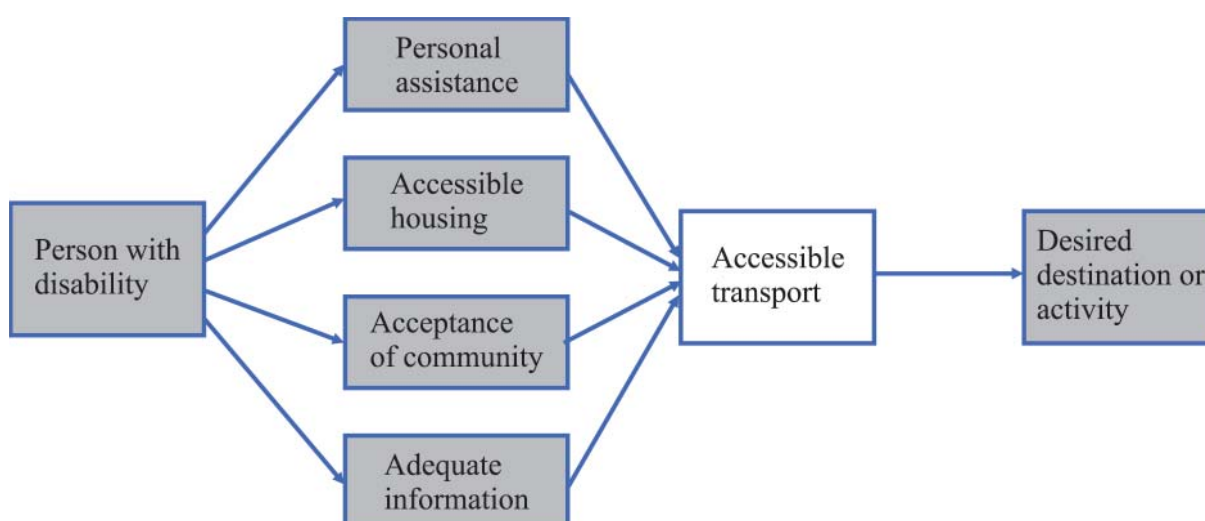 Person with
disability
Personal
assistance
Accessible
housing
Acceptance
of community
Adequate
information
Accessible
transport
Desired
destination or
activity